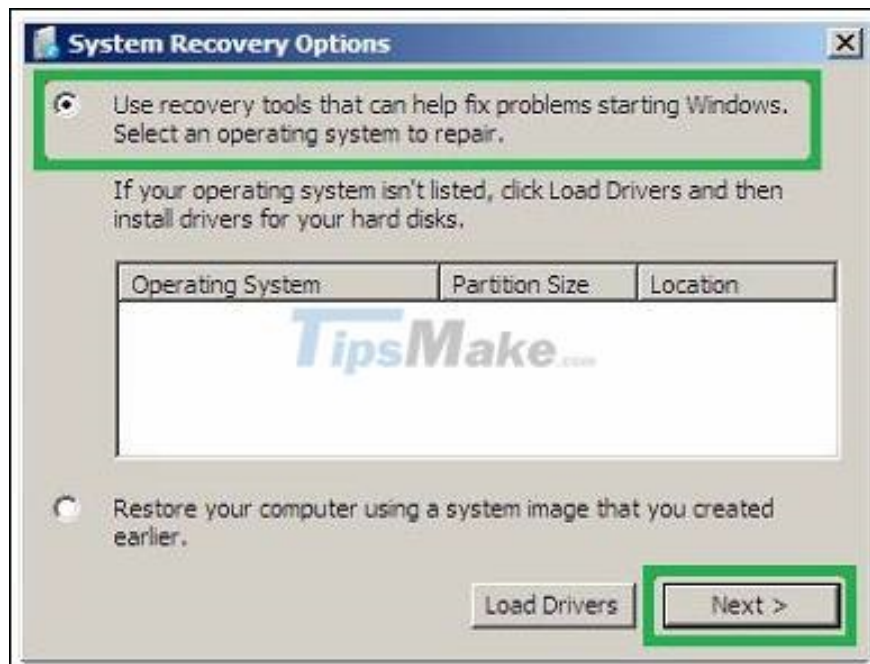 System Recovery Options
Use recovery tools that can help fix problems starting Windows.
Select an operating system to repair.
If your operating system isn't listed, click Load Drivers and then
install drivers for your hard disks.
Operating System Partition Size Location
TipsMake.com
Restore your computer using a system image that you created
earlier.
Load Drivers Next >